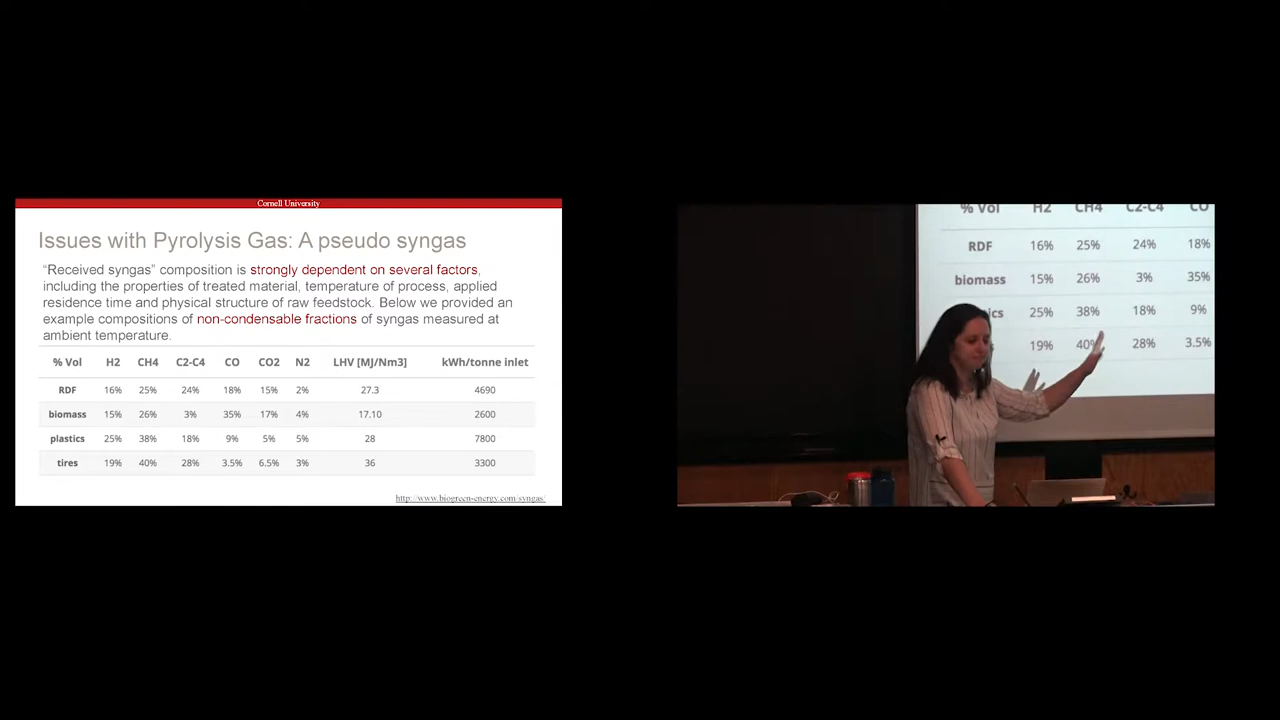 Cornell University
Issues with Pyrolysis Gas: A pseudo syngas
“Received syngas” composition is strongly dependent on several factors,
including the properties of treated material, temperature of process, applied
residence time and physical structure of raw feedstock. Below we provided an
example compositions of non-condensable fractions of syngas measured at
ambient temperature.
% Vol H2 CH4 C2-C4 CO CO2 N2 LHV [MJ/Nm3] kWh/tonne inlet
RDF 16% 25% 24% 18% 15% 2% 27.3 4690
biomass 15% 26% 3% 35% 17% 4% 17.10 2600
plastics 25% 38% 18% 9% 5% 5% 28 7800
tires 19% 40% 28% 3.5% 6.5% 3% 36 3300
http://www.biogreen-energy.com/syngas/
% Vol H2 CH4 C2-C4 CO
RDF 16% 25% 24% 18%
biomass 15% 26% 3% 35%
ics 25% 38% 18% 9%
19% 40% 28% 3.5%